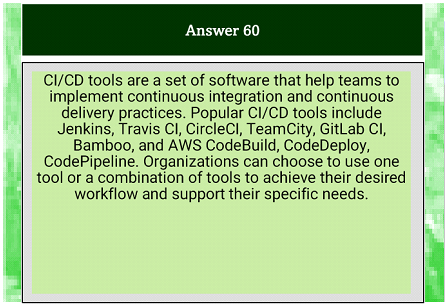 Answer 60
CI/CD tools are a set of software that help teams to
implement continuous integration and continuous
delivery practices. Popular CI/CD tools include
Jenkins, Travis CI, CircleCI, TeamCity, GitLab CI,
Bamboo, and AWS CodeBuild, CodeDeploy,
CodePipeline. Organizations can choose to use one
tool or a combination of tools to achieve their desired
workflow and support their specific needs.